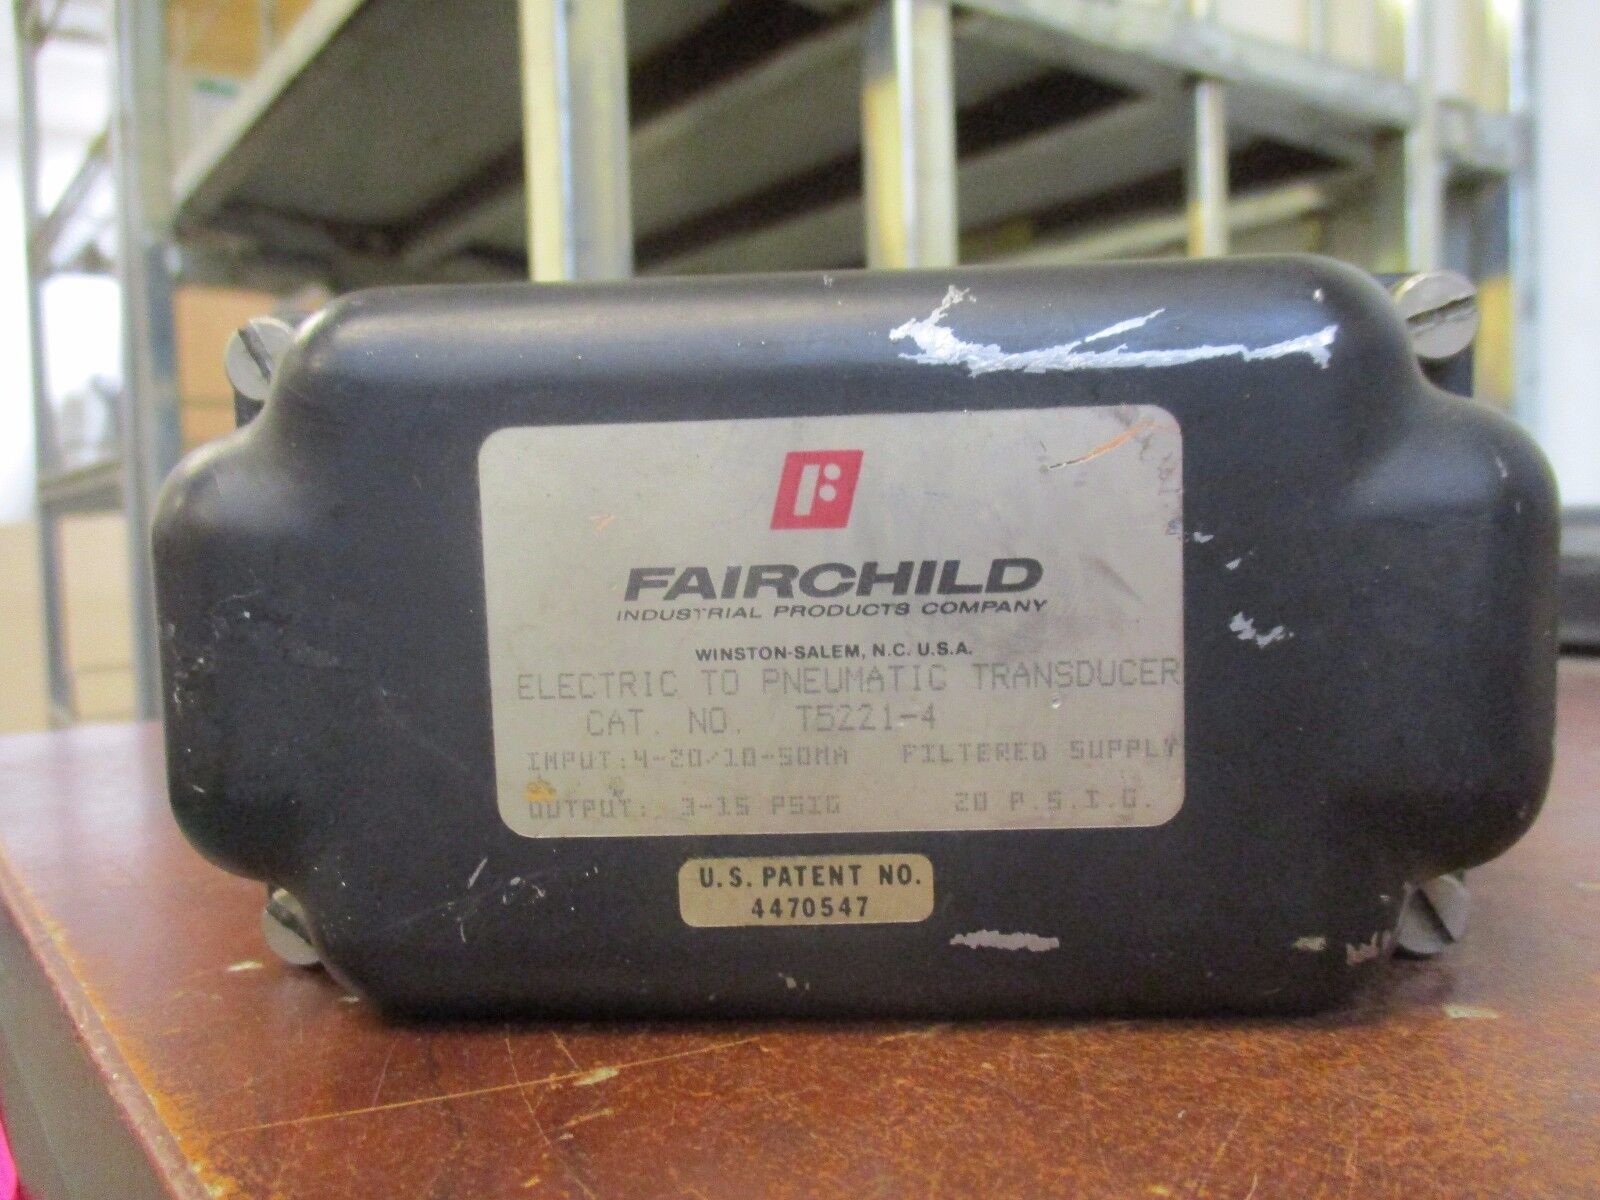 FAIRCHILD
INDUSTRIAL PRODUCTS COMPANY
WINSTON-SALEM, N.C. U.S.A.
ELECTRIC TO PNEUMATIC TRANSDUCER
CAT. NO. T5221-4
INPUT:4-20/10-50MA FILTERED SUPPLY
OUTPUT: 3-15 PSIG 20 P.S.I.G.
U.S. PATENT NO.
4470547